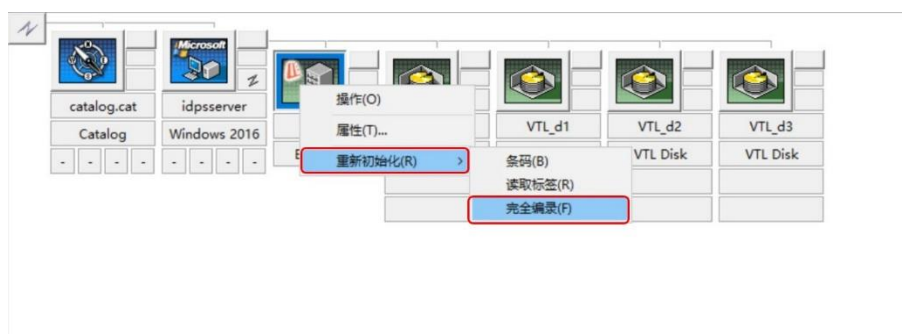 Microsoft
catalog.cat
idpsserver
VTL_d1
VTL_d2
VTL_d3
Catalog
Windows 2016
VTL Disk
VTL Disk
- - - -
- - - -
操作(O)
属性(T)...
重新初始化(R) >
条码(B)
读取标签(R)
完全编录(F)